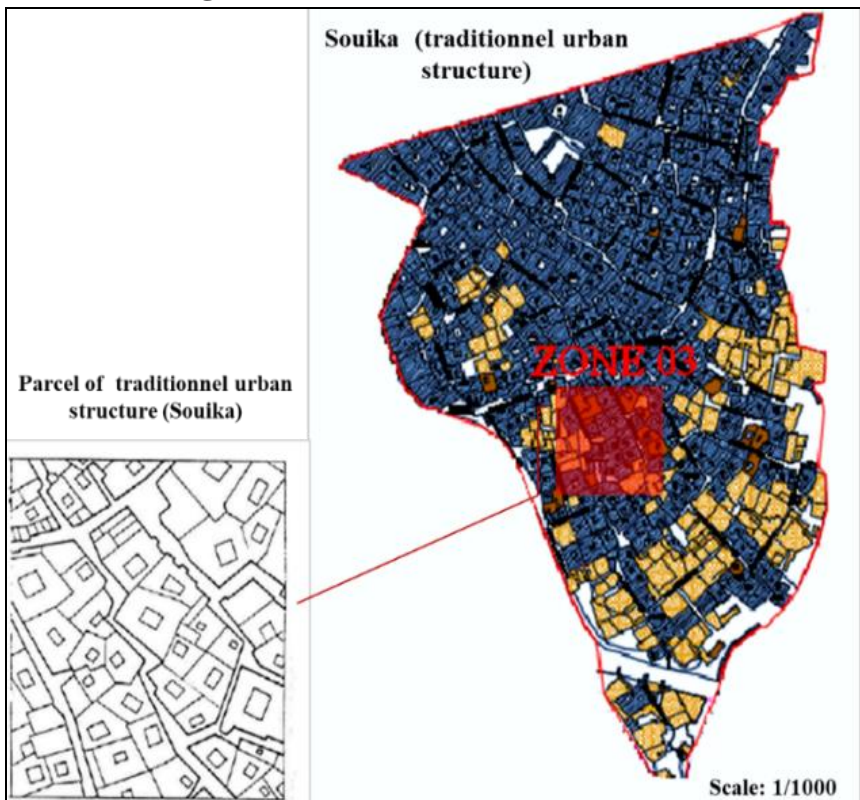 Souika (traditionnel urban
structure)
ZONE 03
Parcel of traditionnel urban
structure (Souika)
Scale: 1/1000